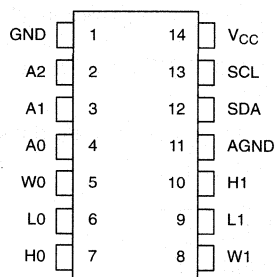 GND 1 14 VCC
A2 2 13 SCL
A1 3 12 SDA
A0 4 11 AGND
W0 5 10 H1
L0 6 9 L1
H0 7 8 W1